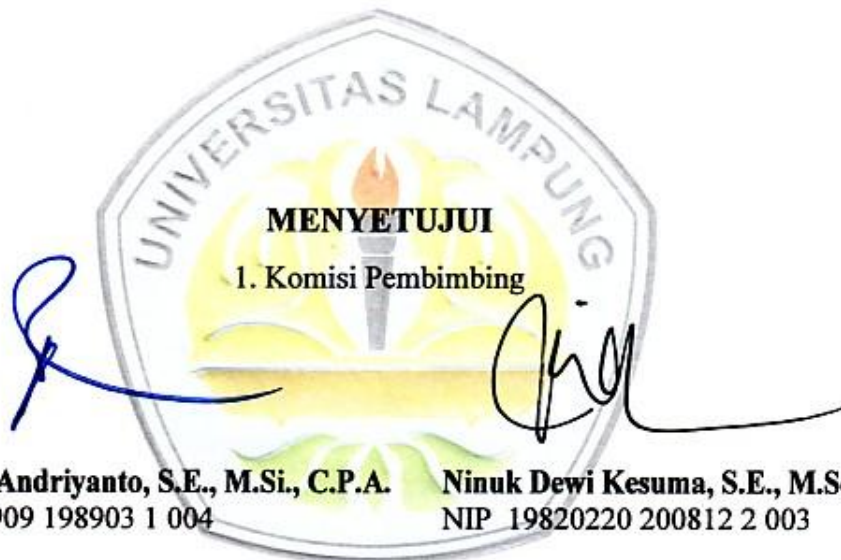 UNIVERSITAS LAMPUNG
MENYETUJUI
1. Komisi Pembimbing
Andriyanto, S.E., M.Si., C.P.A. Ninuk Dewi Kesuma, S.E., M.S
909 198903 1 004 NIP 19820220 200812 2 003